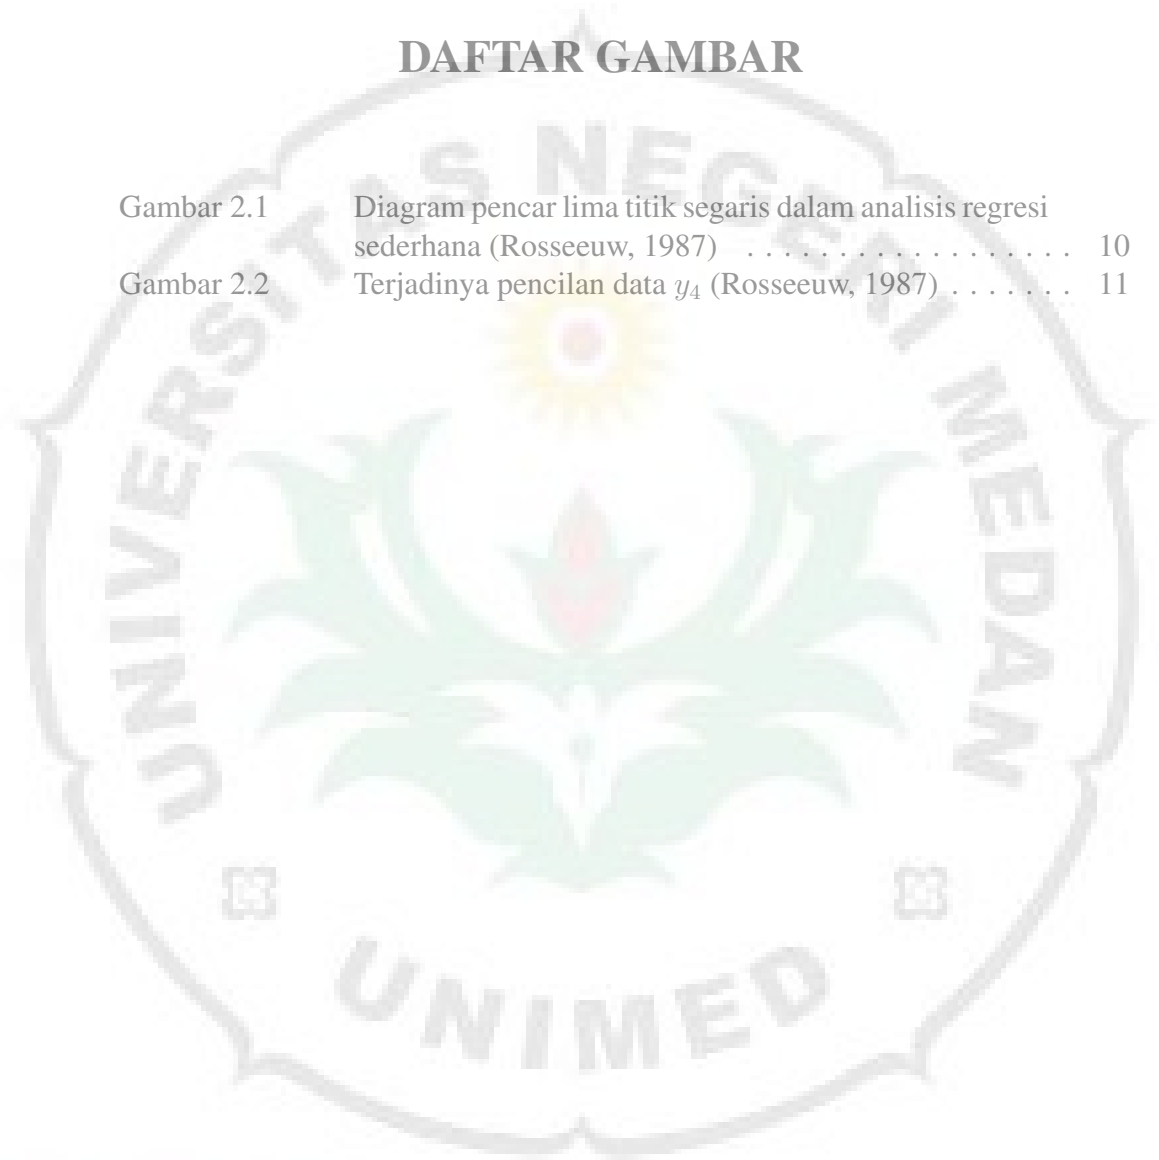 DAFTAR GAMBAR
Gambar 2.1 Diagram pencar lima titik segaris dalam analisis regresi
sederhana (Rosseeuw, 1987) . . . . . . . . . . . . . . . . . . 10
Gambar 2.2 Terjadinya pencilan data y₄ (Rosseeuw, 1987) . . . . . . . 11
UNIVERSITAS NEGERI MEDAN
UNIMED